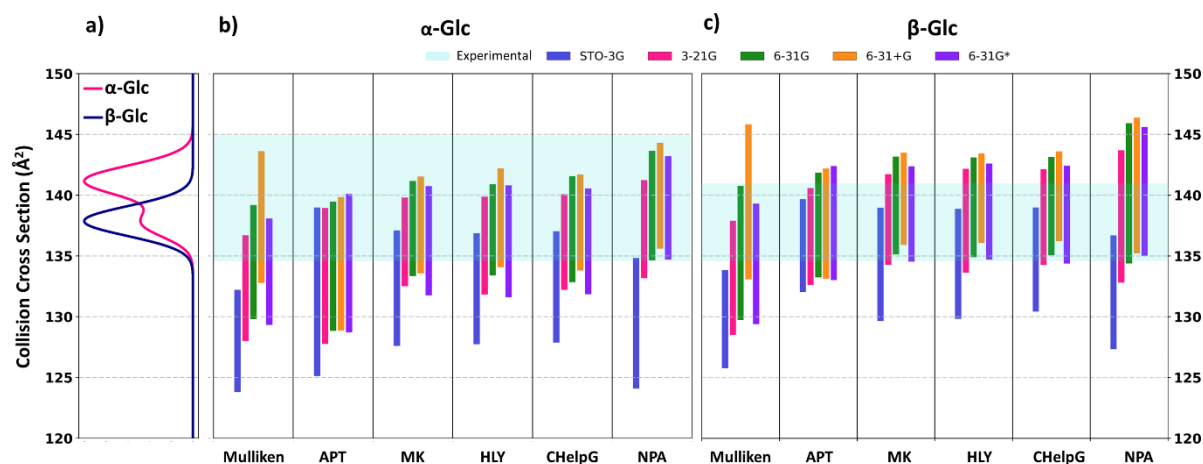 a) b) α-Glc c) β-Glc
Experimental STO-3G 3-21G 6-31G 6-31+G 6-31G*
α-Glc
β-Glc
Collision Cross Section (Å²)
150
145
140
135
130
125
120
150
145
140
135
130
125
120
Mulliken APT MK HLY CHelpG NPA Mulliken APT MK HLY CHelpG NPA